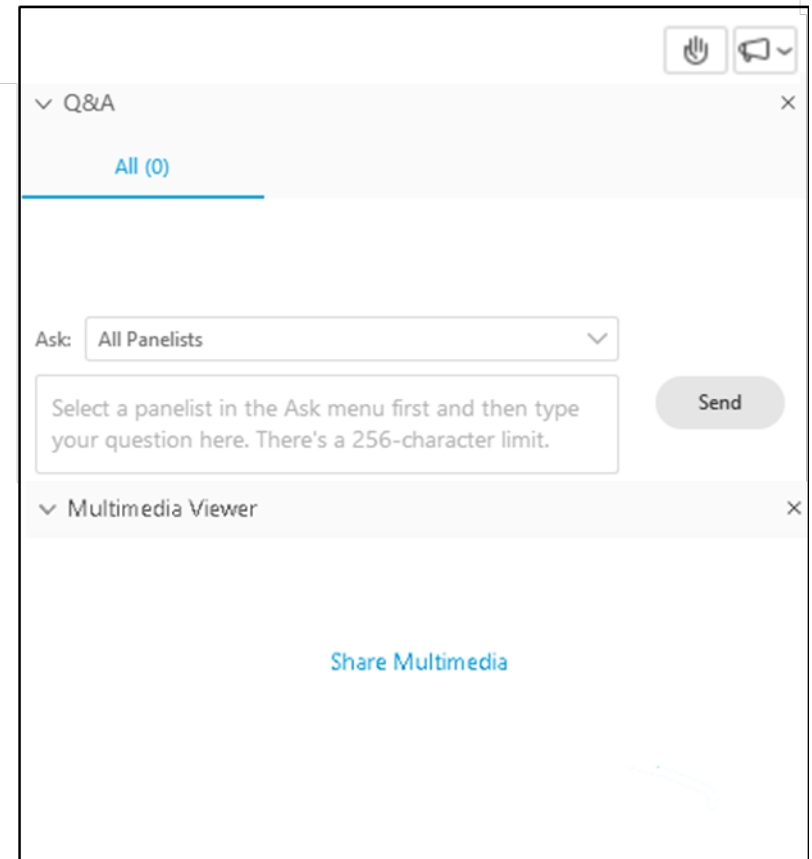 Q&A
All (0)
Ask:
All Panelists
Select a panelist in the Ask menu first and then type
your question here. There's a 256-character limit.
Send
Multimedia Viewer
Share Multimedia